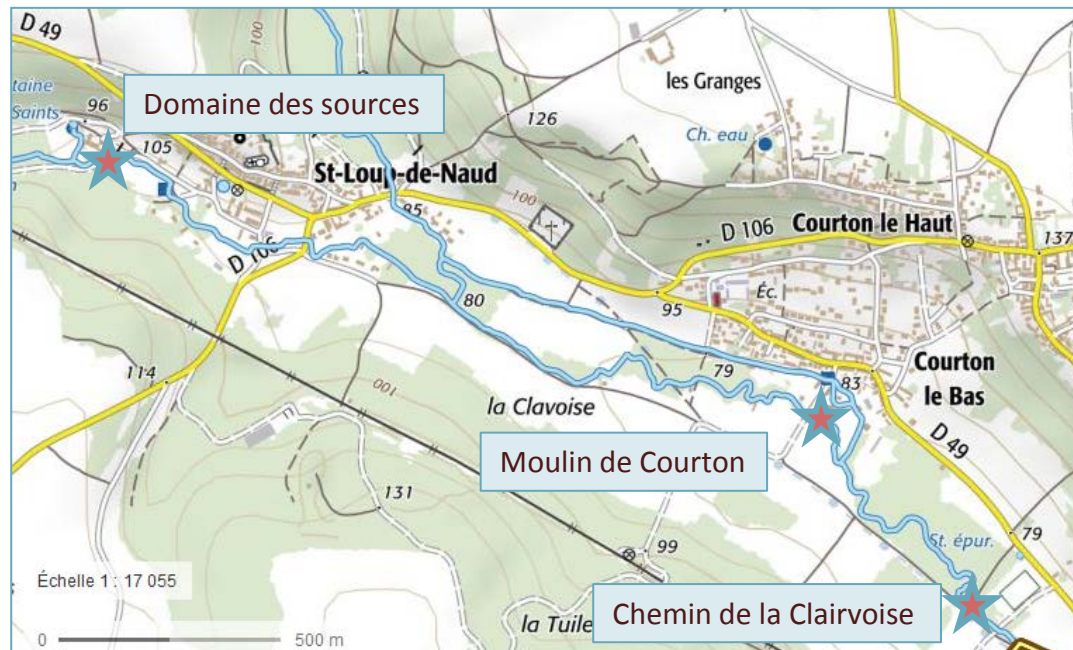 D 49
100
les Granges
Domaine des sources
taine
Saints
96
126
Ch. eau
105
St-Loup-de-Naud
100
85
D 106
Courton le Haut
137
D 106
80
95
Éc.
79
83
Courton
le Bas
114
001
la Clavoise
D 49
Moulin de Courton
131
79
St. épur.
99
Échelle 1 : 17 055
Chemin de la Clairvoise
la Tuile
0
500 m